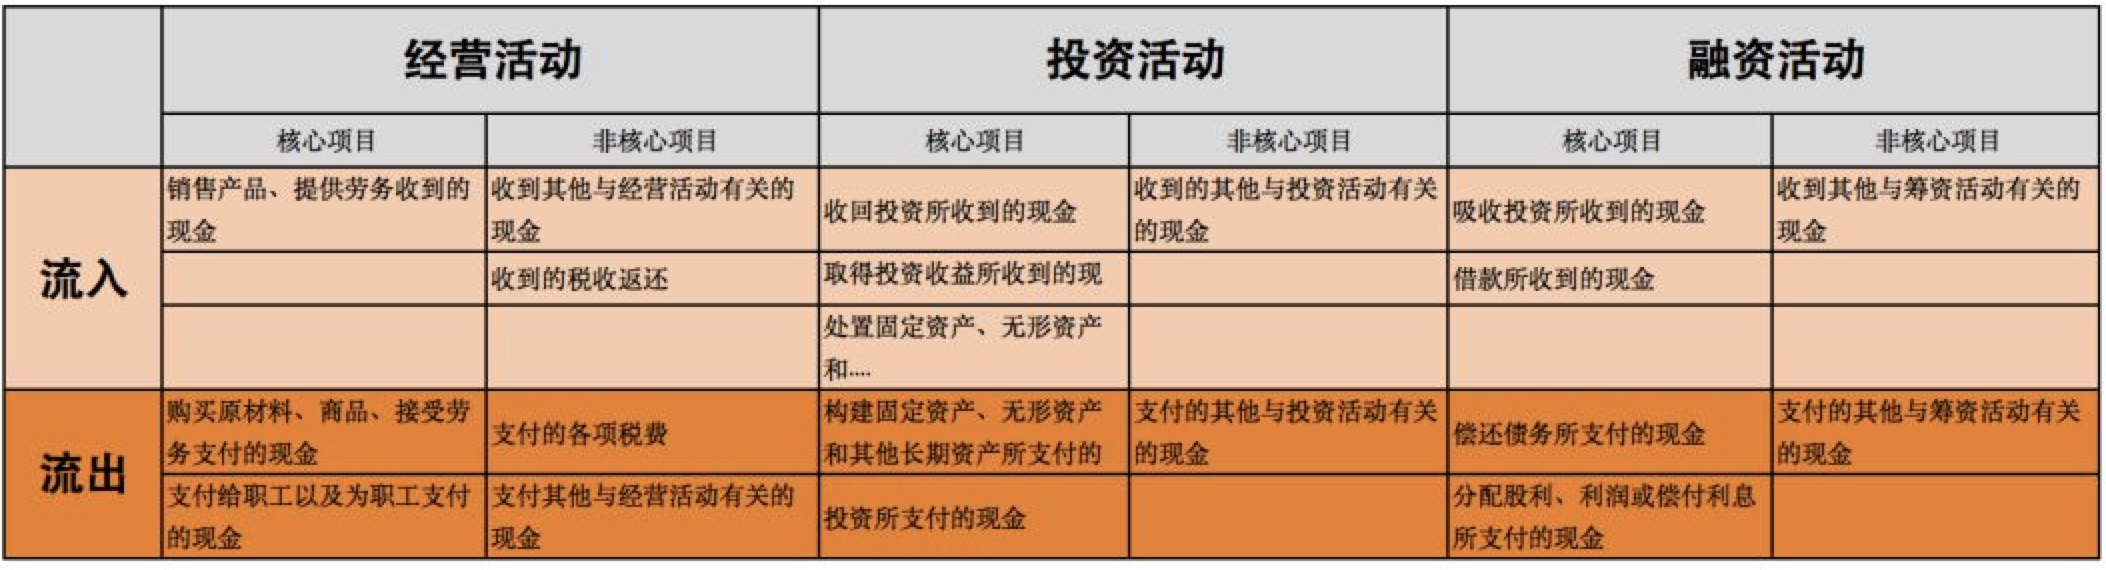 经营活动
投资活动
融资活动
核心项目
非核心项目
核心项目
非核心项目
核心项目
非核心项目
流入
销售产品、提供劳务收到的
现金
收到其他与经营活动有关的
现金
收回投资所收到的现金
收到的其他与投资活动有关
的现金
吸收投资所收到的现金
收到其他与筹资活动有关的
现金
收到的税收返还
取得投资收益所收到的现
借款所收到的现金
处置固定资产、无形资产
和....
流出
购买原材料、商品、接受劳
务支付的现金
支付的各项税费
构建固定资产、无形资产
和其他长期资产所支付的
支付的其他与投资活动有关
的现金
偿还债务所支付的现金
支付的其他与筹资活动有关
的现金
支付给职工以及为职工支付
的现金
支付其他与经营活动有关的
现金
投资所支付的现金
分配股利、利润或偿付利息
所支付的现金